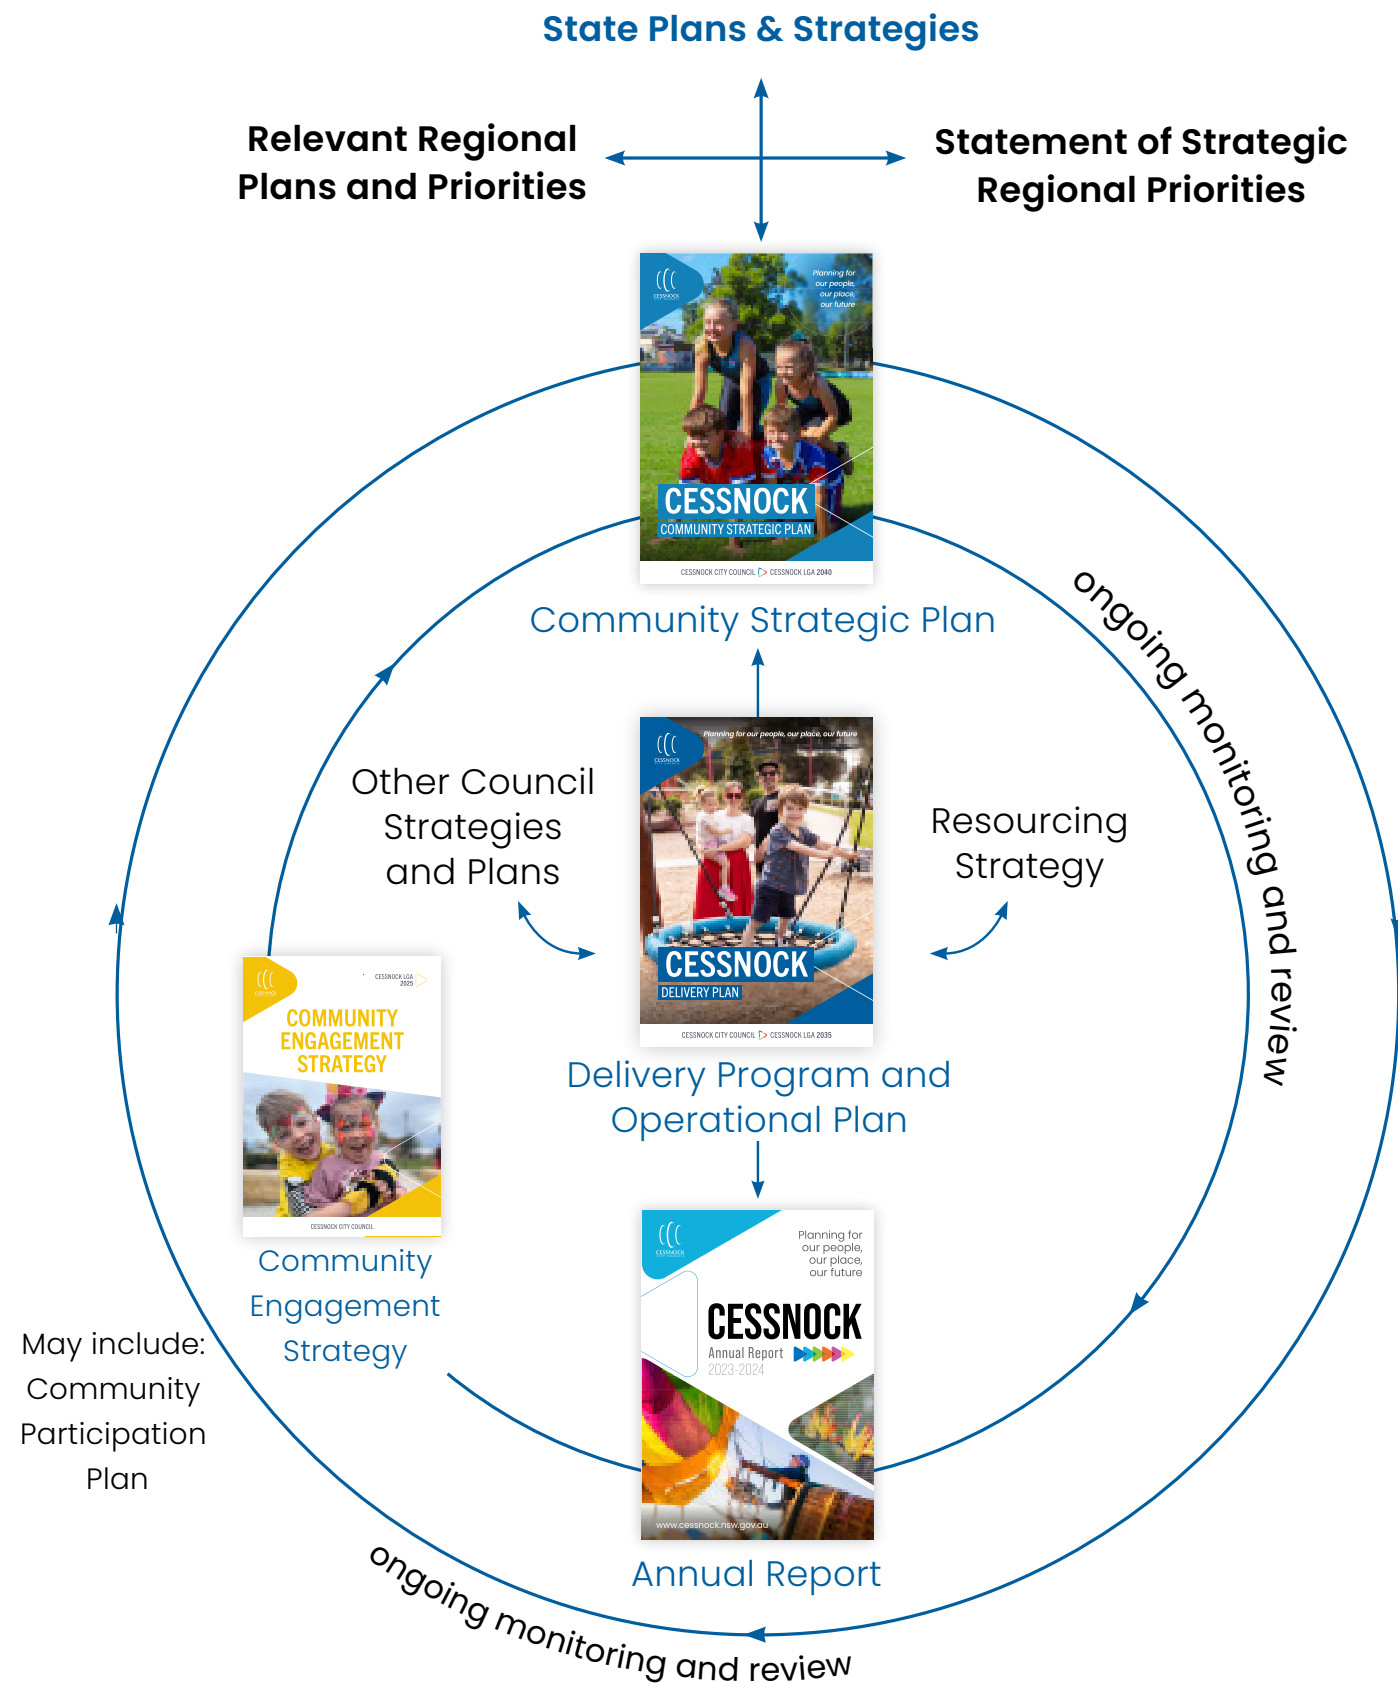 State Plans & Strategies
Relevant Regional
Plans and Priorities
Statement of Strategic
Regional Priorities
CESSNOCK
Planning for
our people,
our place,
our future
CESSNOCK
COMMUNITY STRATEGIC PLAN
CESSNOCK CITY COUNCIL CESSNOCK LGA 2040
Community Strategic Plan
ongoing monitoring and review
Other Council
Strategies
and Plans
CESSNOCK
Planning for our people, our place, our future
CESSNOCK
DELIVERY PLAN
CESSNOCK CITY COUNCIL CESSNOCK LGA 2035
Resourcing
Strategy
Delivery Program and
Operational Plan
CESSNOCK
CESSNOCK LGA
2025
COMMUNITY
ENGAGEMENT
STRATEGY
CESSNOCK CITY COUNCIL
Community
Engagement
Strategy
May include:
Community
Participation
Plan
CESSNOCK
Planning for
our people,
our place,
our future
CESSNOCK
Annual Report
2023-2024
www.cessnock.nsw.gov.au
Annual Report
ongoing monitoring and review